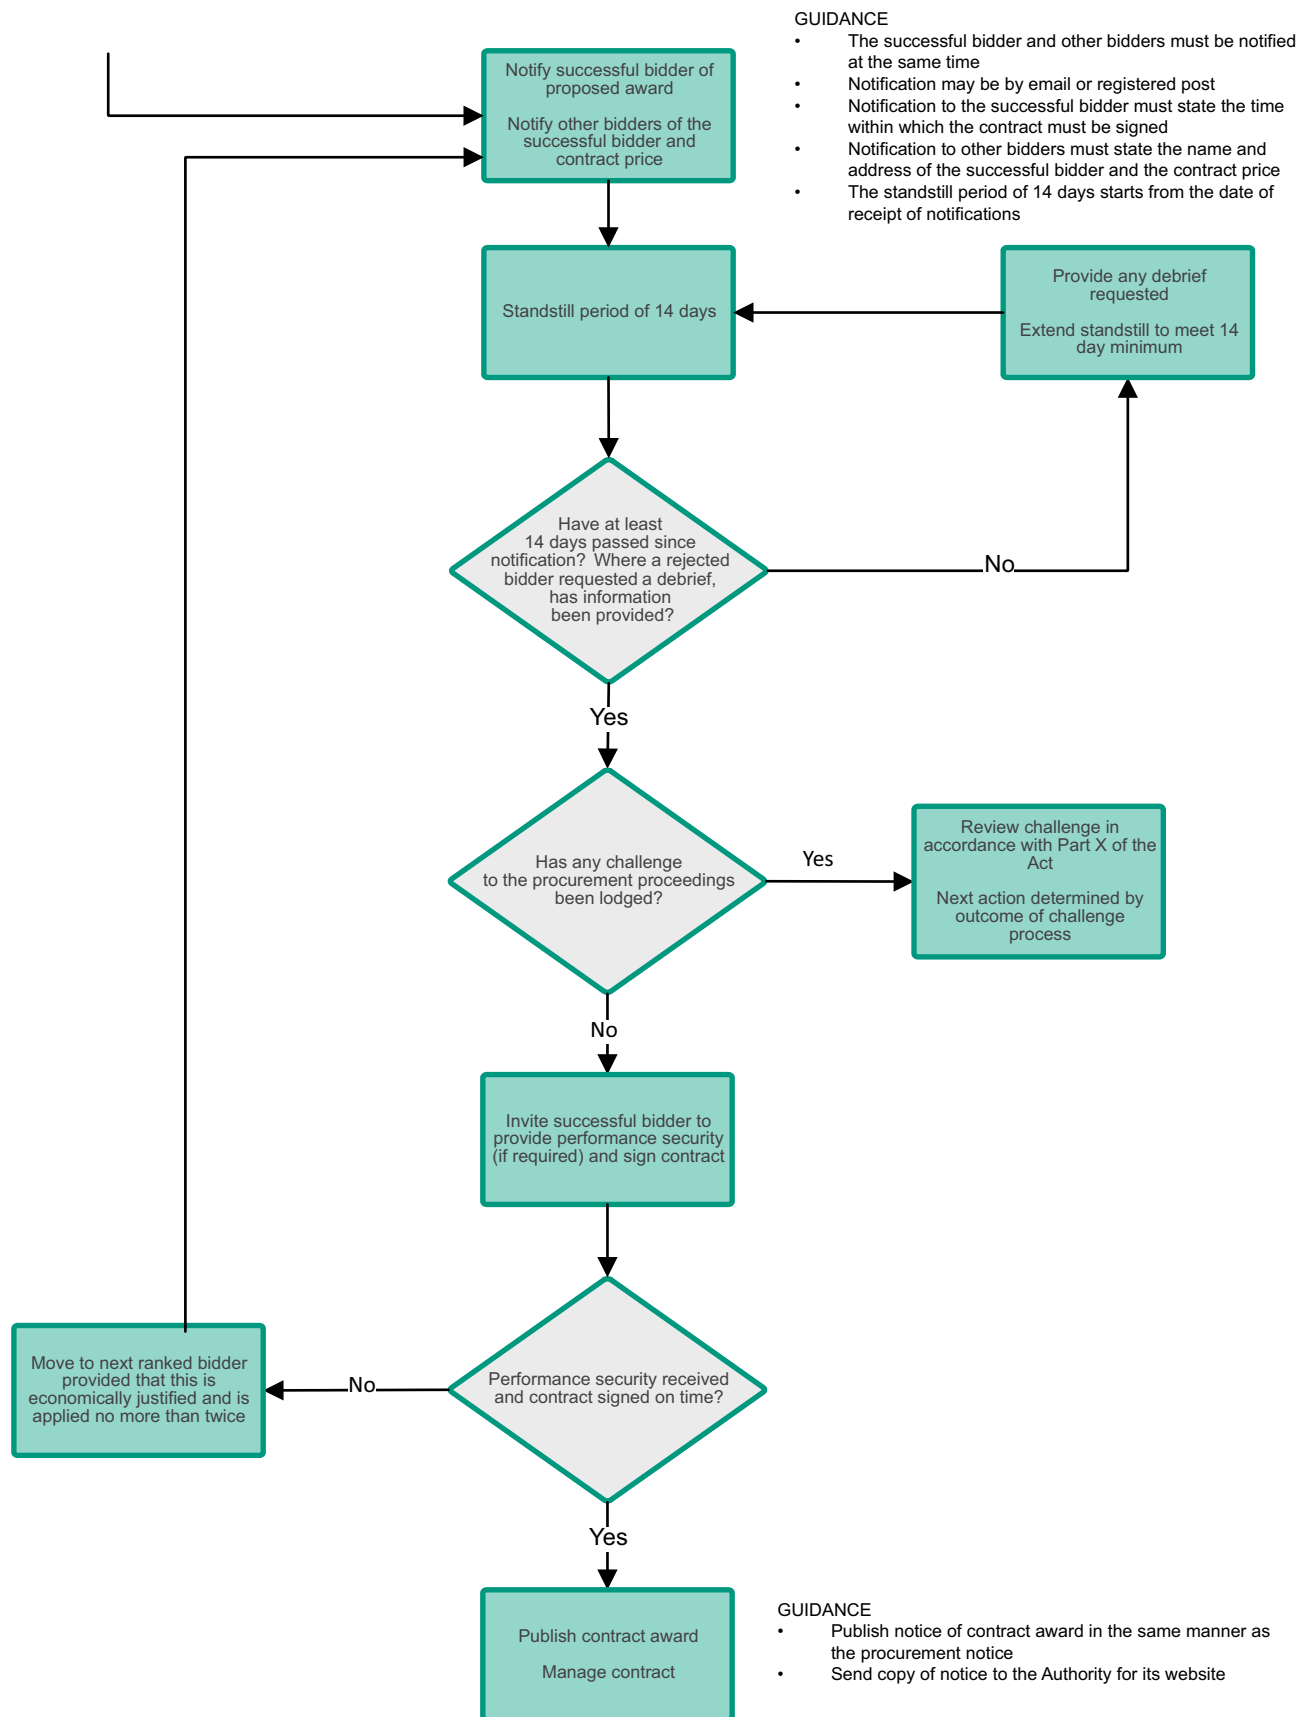 GUIDANCE
• The successful bidder and other bidders must be notified
at the same time
• Notification may be by email or registered post
• Notification to the successful bidder must state the time
within which the contract must be signed
• Notification to other bidders must state the name and
address of the successful bidder and the contract price
• The standstill period of 14 days starts from the date of
receipt of notifications
Notify successful bidder of
proposed award
Notify other bidders of the
successful bidder and
contract price
Standstill period of 14 days
Provide any debrief
requested
Extend standstill to meet 14
day minimum
Have at least
14 days passed since
notification? Where a rejected
bidder requested a debrief,
has information
been provided?
No
Yes
Has any challenge
to the procurement proceedings
been lodged?
Yes
Review challenge in
accordance with Part X of the
Act
Next action determined by
outcome of challenge
process
No
Invite successful bidder to
provide performance security
(if required) and sign contract
Performance security received
and contract signed on time?
No
Move to next ranked bidder
provided that this is
economically justified and is
applied no more than twice
Yes
Publish contract award
Manage contract
GUIDANCE
• Publish notice of contract award in the same manner as
the procurement notice
• Send copy of notice to the Authority for its website